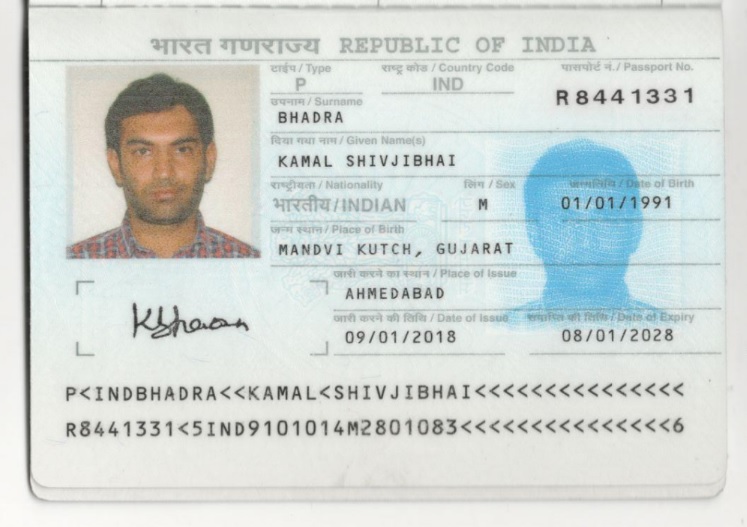 भारत गणराज्य REPUBLIC OF INDIA
टाईप / Type राष्ट्र कोड / Country Code पासपोर्ट नं. / Passport No.
P IND R8441331
उपनाम / Surname
BHADRA
दिया गया नाम / Given Name(s)
KAMAL SHIVJIBHAI
राष्ट्रीयता / Nationality लिंग / Sex जन्मतिथि / Date of Birth
भारतीय/INDIAN M 01/01/1991
जन्म स्थान / Place of Birth
MANDVI KUTCH, GUJARAT
जारी करने का स्थान / Place of Issue
AHMEDABAD
जारी करने की तिथि / Date of Issue समाप्ति की तिथि / Date of Expiry
09/01/2018 08/01/2028
P<INDBHADRA<<KAMAL<SHIVJIBHAI<<<<<<<<<<<<<<<
R8441331<5IND9101014M2801083<<<<<<<<<<<<<<<6